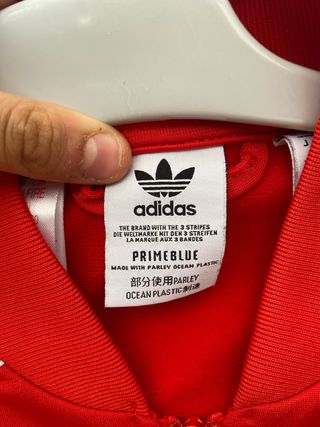 adidas
THE BRAND WITH THE 3 STRIPES
DIE WELTMARKE MIT DEN 3 STREIFEN
LA MARQUE AUX 3 BANDES
PRIMEBLUE
MADE WITH PARLEY OCEAN PLASTIC
部分使用PARLEY
OCEAN PLASTIC制造